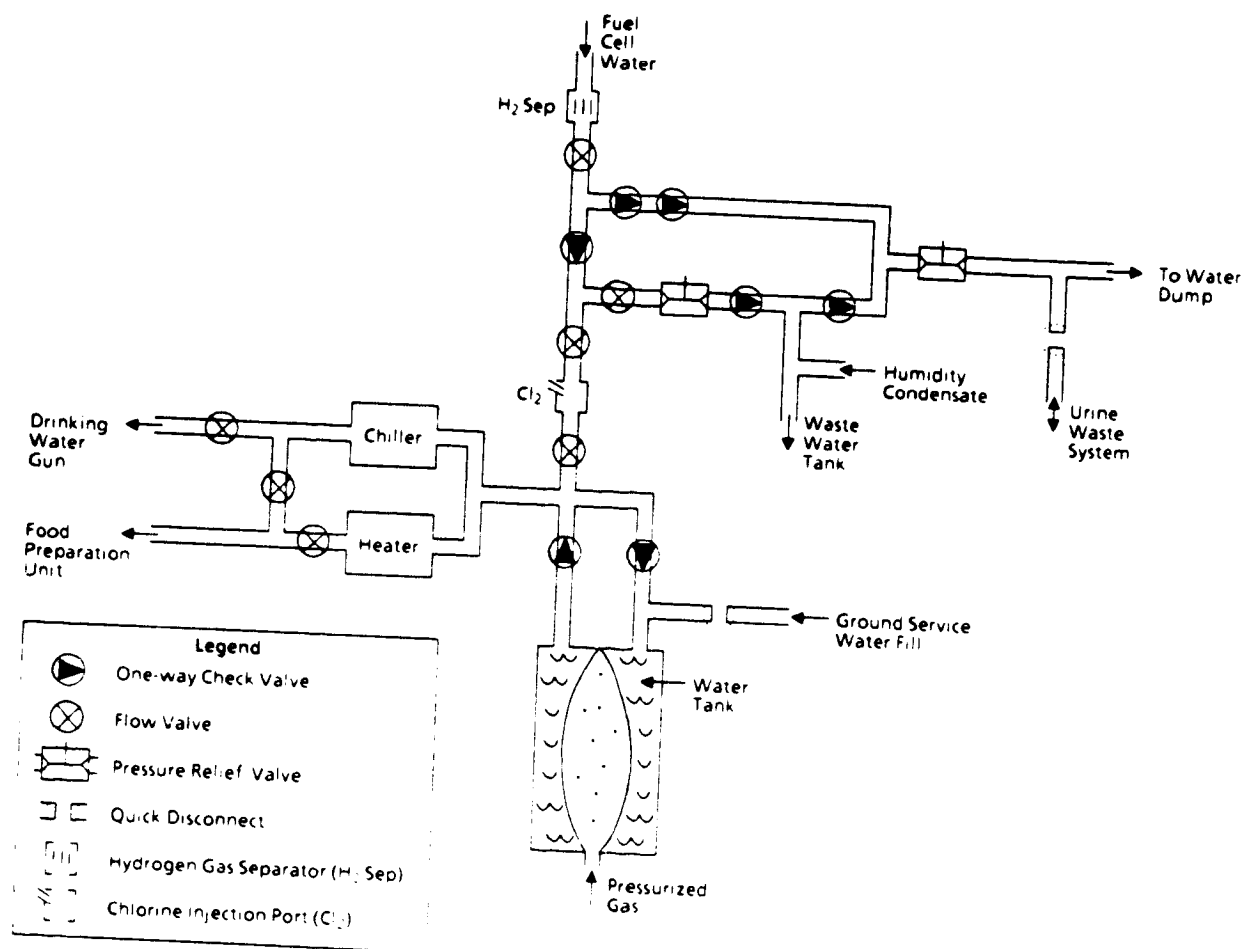 Fuel
Cell
Water
H₂ Sep
To Water
Dump
Humidity
Condensate
Cl₂
Urine
Waste
System
Waste
Water
Tank
Drinking
Water
Gun
Chiller
Food
Preparation
Unit
Heater
Ground Service
Water Fill
Water
Tank
Pressurized
Gas
Legend
One-way Check Valve
Flow Valve
Pressure Relief Valve
Quick Disconnect
Hydrogen Gas Separator (H₂ Sep)
Chlorine Injection Port (Cl₂)